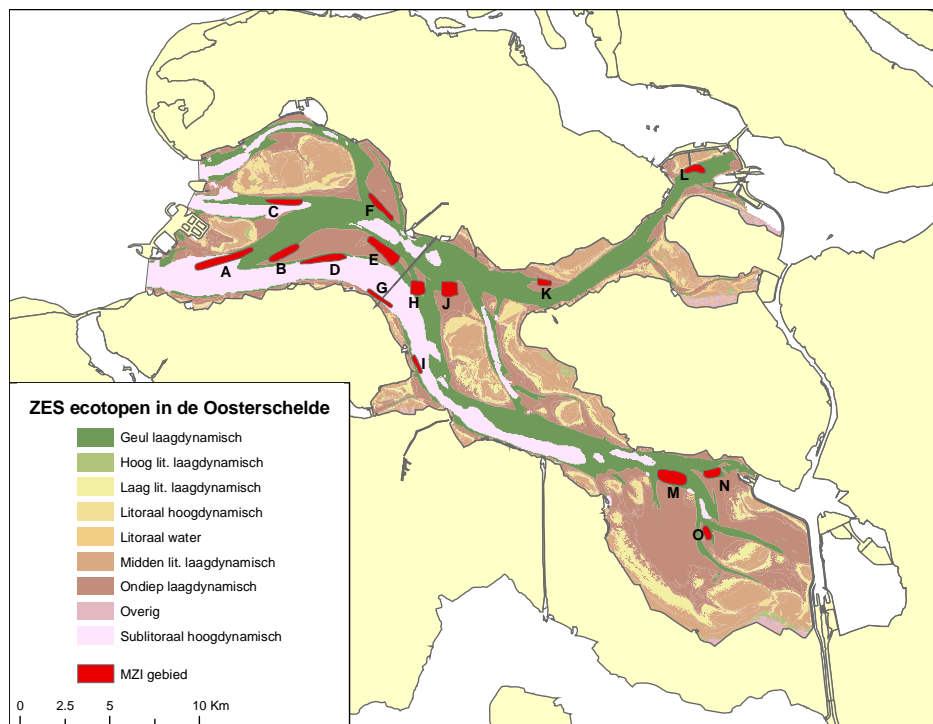 L
C
F
A
B
D
E
G
H
J
K
I
M
N
O
ZES ecotopen in de Oosterschelde
Geul laagdynamisch
Hoog lit. laagdynamisch
Laag lit. laagdynamisch
Litoraal hoogdynamisch
Litoraal water
Midden lit. laagdynamisch
Ondiep laagdynamisch
Overig
Sublitoraal hoogdynamisch
MZI gebied
0 2.5 5 10 Km